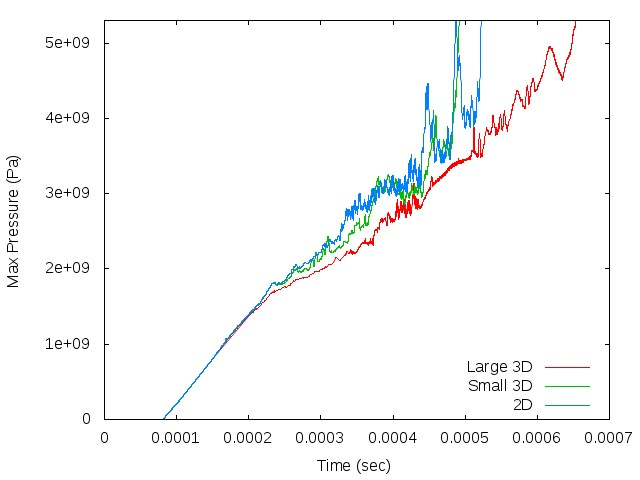 5e+09
4e+09
3e+09
2e+09
1e+09
0
Max Pressure (Pa)
Large 3D
Small 3D
2D
0 0.0001 0.0002 0.0003 0.0004 0.0005 0.0006 0.0007
Time (sec)